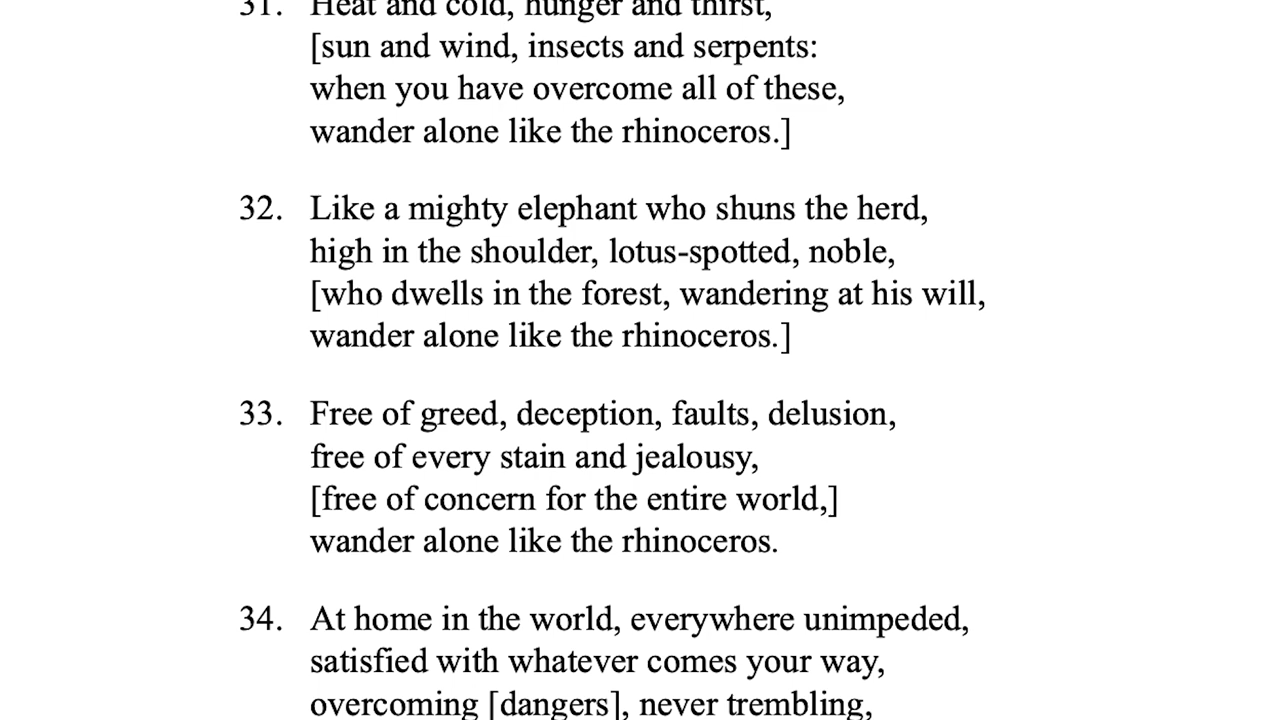 31. Heat and cold, hunger and thirst,
[sun and wind, insects and serpents:
when you have overcome all of these,
wander alone like the rhinoceros.]
32. Like a mighty elephant who shuns the herd,
high in the shoulder, lotus-spotted, noble,
[who dwells in the forest, wandering at his will,
wander alone like the rhinoceros.]
33. Free of greed, deception, faults, delusion,
free of every stain and jealousy,
[free of concern for the entire world,]
wander alone like the rhinoceros.
34. At home in the world, everywhere unimpeded,
satisfied with whatever comes your way,
overcoming [dangers], never trembling,